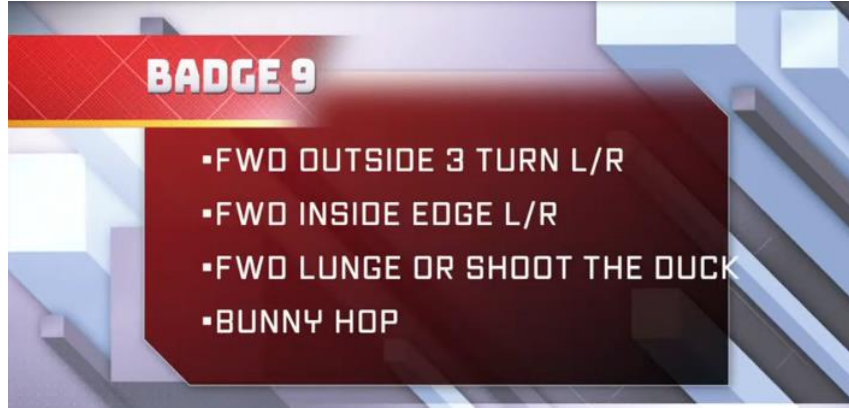 BADGE 9
▪FWD OUTSIDE 3 TURN L/R
▪FWD INSIDE EDGE L/R
▪FWD LUNGE OR SHOOT THE DUCK
▪BUNNY HOP